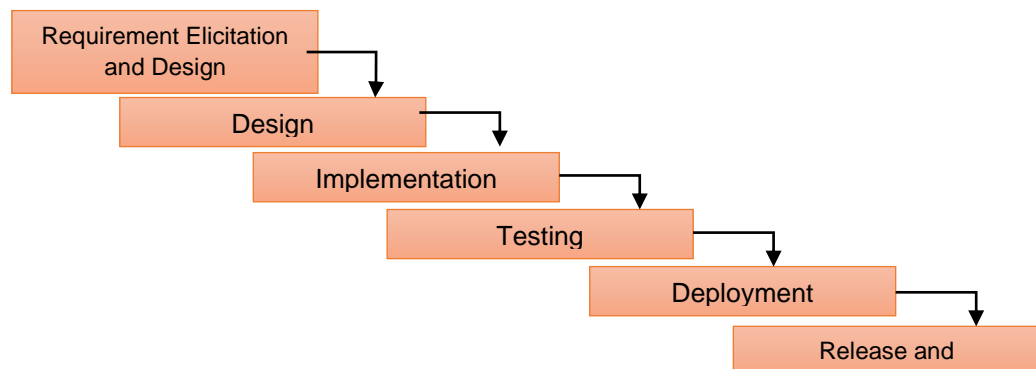 Requirement Elicitation
and Design
Design
Implementation
Testing
Deployment
Release and